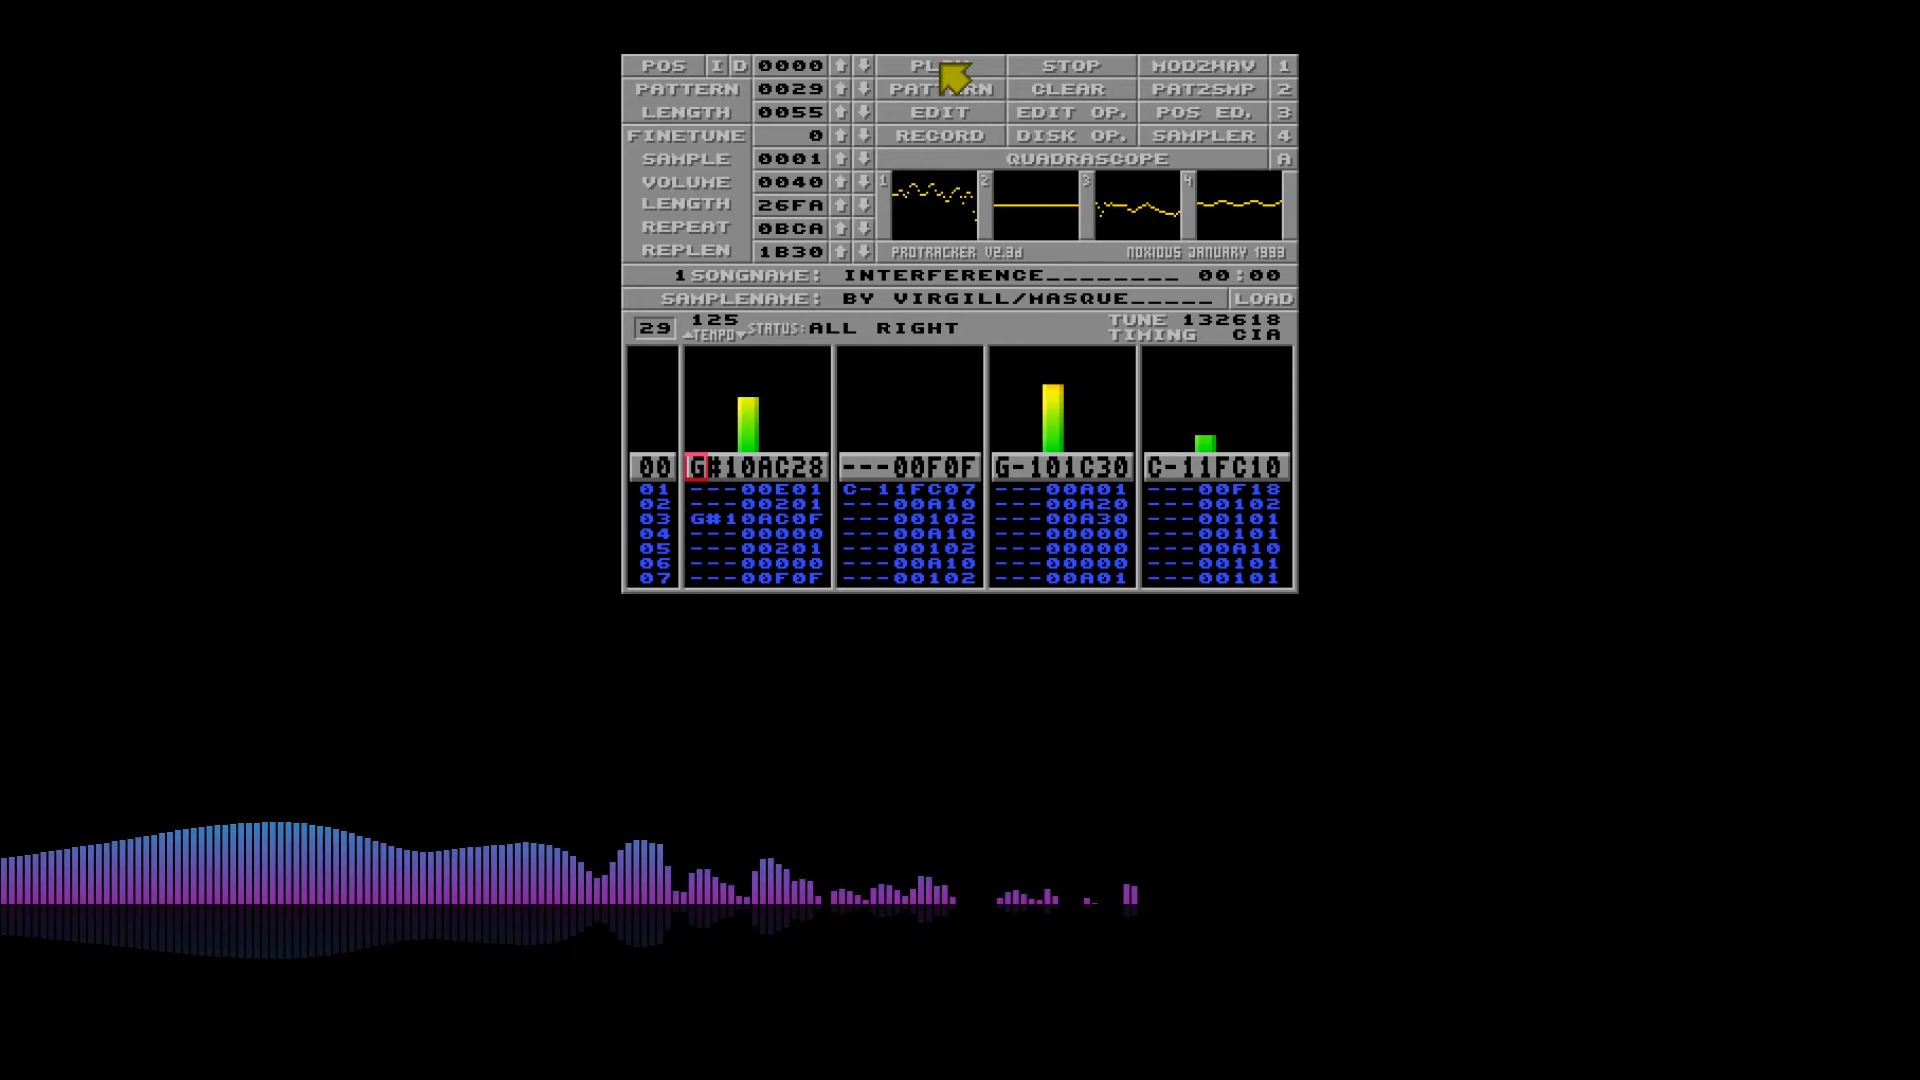 POS I D 0000 STOP MOD2WAV 1
PATTERN 0029 CLEAR PAT2SMP 2
LENGTH 0055 EDIT EDIT OP. POS ED. 3
FINETUNE 0 RECORD DISK OP. SAMPLER 4
SAMPLE 0001 QUADRASCOPE A
VOLUME 0040 1 2 3 4
LENGTH 26FA
REPEAT 0BCA
REPLEN 1B30 PROTRACKER V2.3d NOXIOUS JANUARY 1993
1 SONGNAME: INTERFERENCE________ 00:00
SAMPLENAME: BY VIRGILL/MASQUE_____ LOAD
29 125 TEMPO STATUS: ALL RIGHT TUNE 132618
TIMING CIA
00 G#10AC28 ---00F0F G-101C30 C-11FC10
01 ---00E01 C-11FC07 ---00A01 ---00F18
02 ---00201 ---00A10 ---00A20 ---00102
03 G#10AC0F ---00102 ---00A30 ---00101
04 ---00000 ---00A10 ---00000 ---00101
05 ---00201 ---00102 ---00000 ---00A10
06 ---00000 ---00A10 ---00000 ---00101
07 ---00F0F ---00102 ---00A01 ---00101